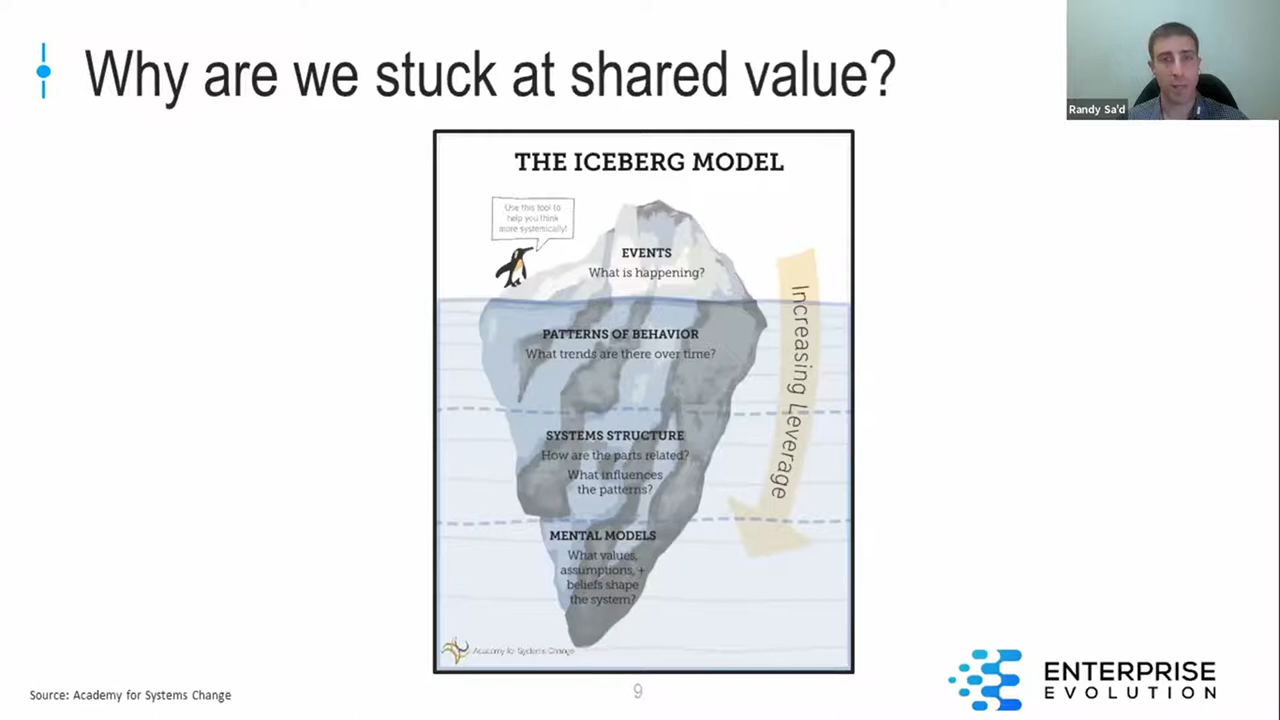 Why are we stuck at shared value?
Randy Sa'd
THE ICEBERG MODEL
Use this tool to
help you think
more systemically!
EVENTS
What is happening?
PATTERNS OF BEHAVIOR
What trends are there over time?
SYSTEMS STRUCTURE
How are the parts related?
What influences
the patterns?
MENTAL MODELS
What values,
assumptions, +
beliefs shape
the system?
Increasing Leverage
Academy for Systems Change
Source: Academy for Systems Change
9
ENTERPRISE
EVOLUTION